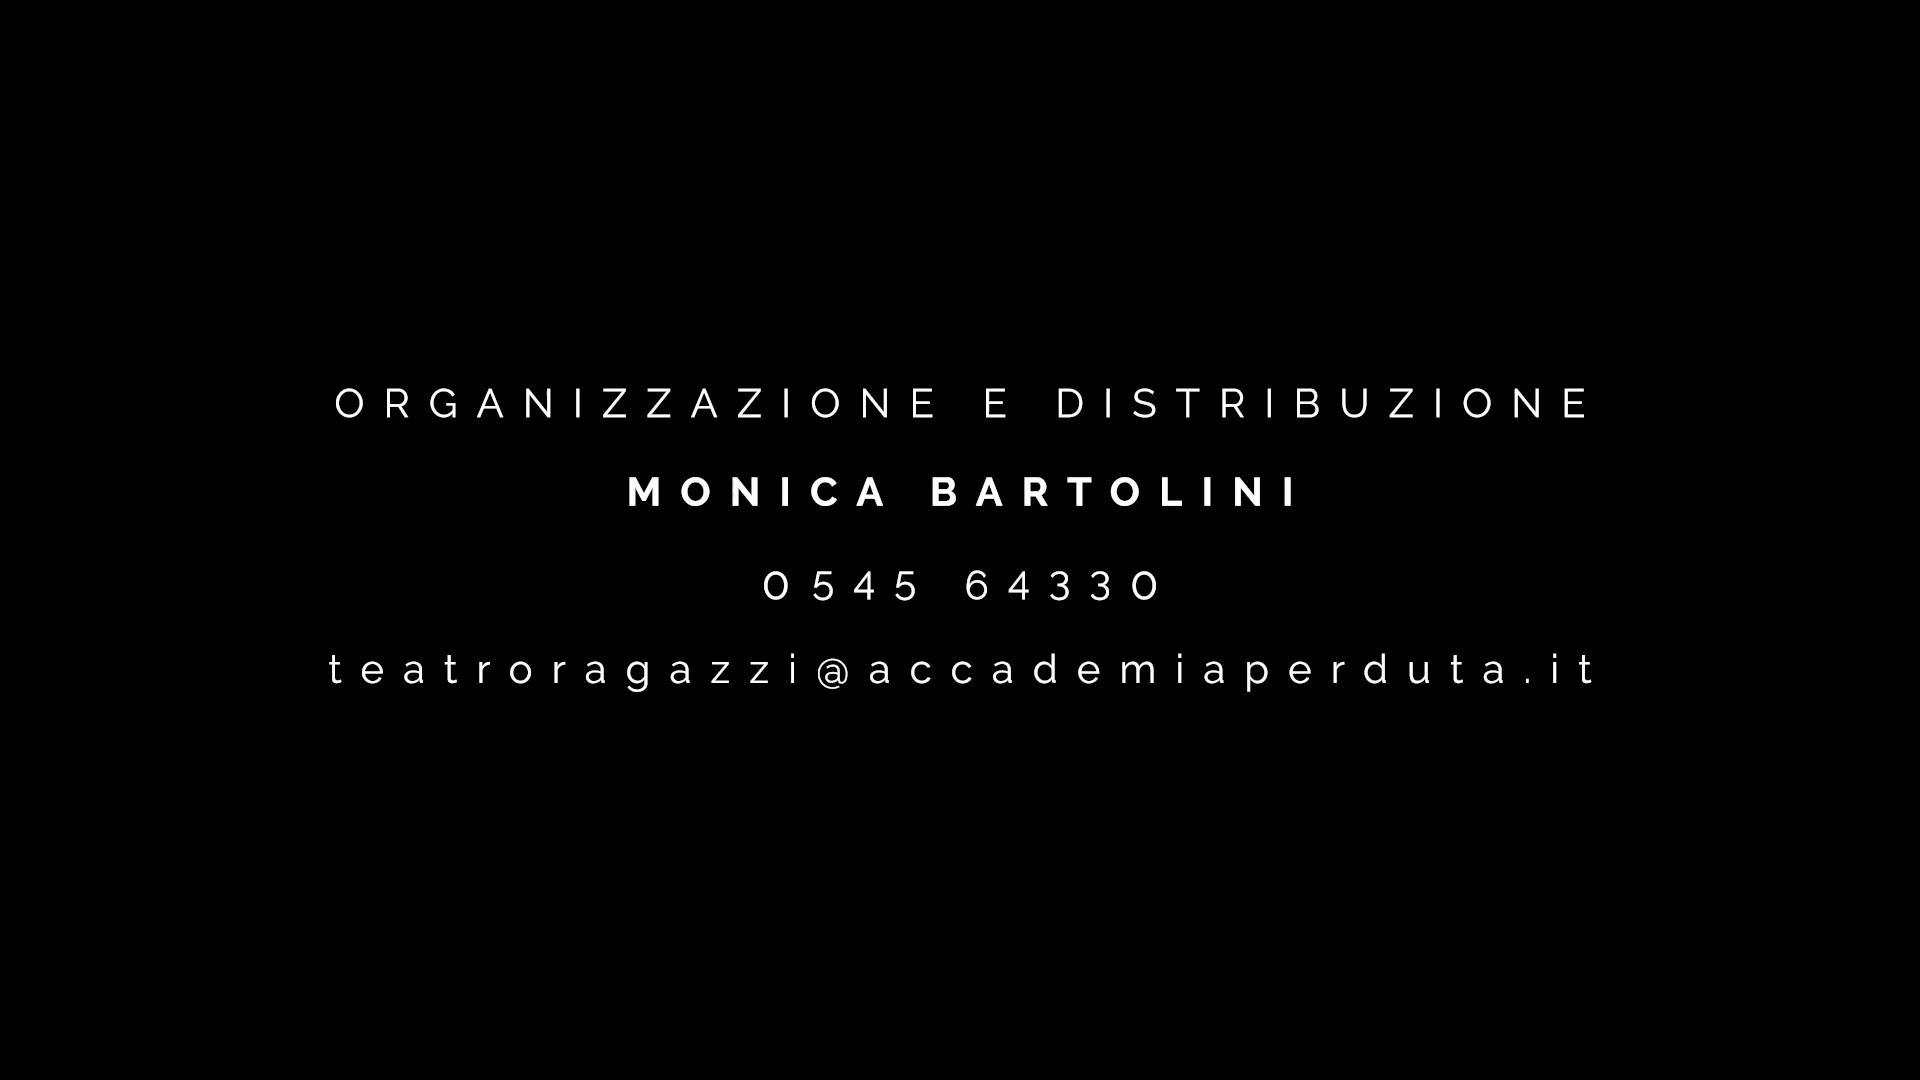 ORGANIZZAZIONE E DISTRIBUZIONE
MONICA BARTOLINI
0545 64330
teatroragazzi@accademiaperduta.it